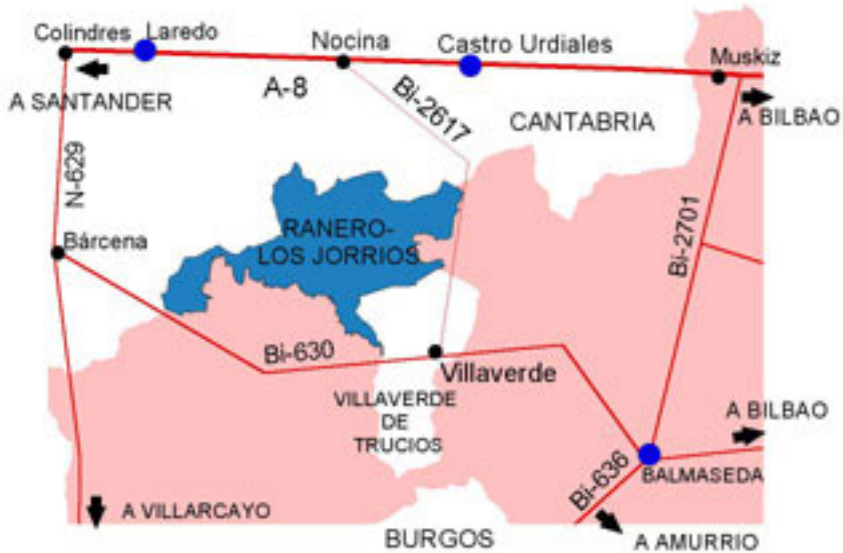 Colindres
Laredo
Nocina
Castro Urdiales
Muskiz
A SANTANDER
A-8
Bi-2617
CANTABRIA
A BILBAO
N-629
RANERO-
LOS JORRIOS
Bi-2701
Bárcena
Bi-630
Villaverde
VILLAVERDE
DE
TRUCIOS
A BILBAO
Bi-636
BALMASEDA
A VILLARCAYO
BURGOS
A AMURRIO